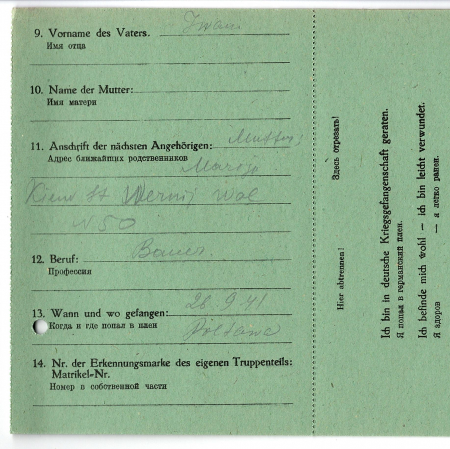 9. Vorname des Vaters. Iwan
Имя отца
10. Name der Mutter:
Имя матери
11. Anschrift der nächsten Angehörigen: Mutter
Адрес ближайших родственников
Marija
Wol
N 50
12. Beruf: Bauer.
Профессия
13. Wann und wo gefangen: 26.9.41
Когда и где попал в плен Poltawa
14. Nr. der Erkennungsmarke des eigenen Truppenteils:
Matrikel-Nr.
Номер в собственной части
Здесь отрезать!
Hier abtrennen!
Ich bin in deutsche Kriegsgefangenschaft geraten.
Я попал в германский плен.
Ich befinde mich wohl — ich bin leicht verwundet.
Я здоров — я легко ранен.